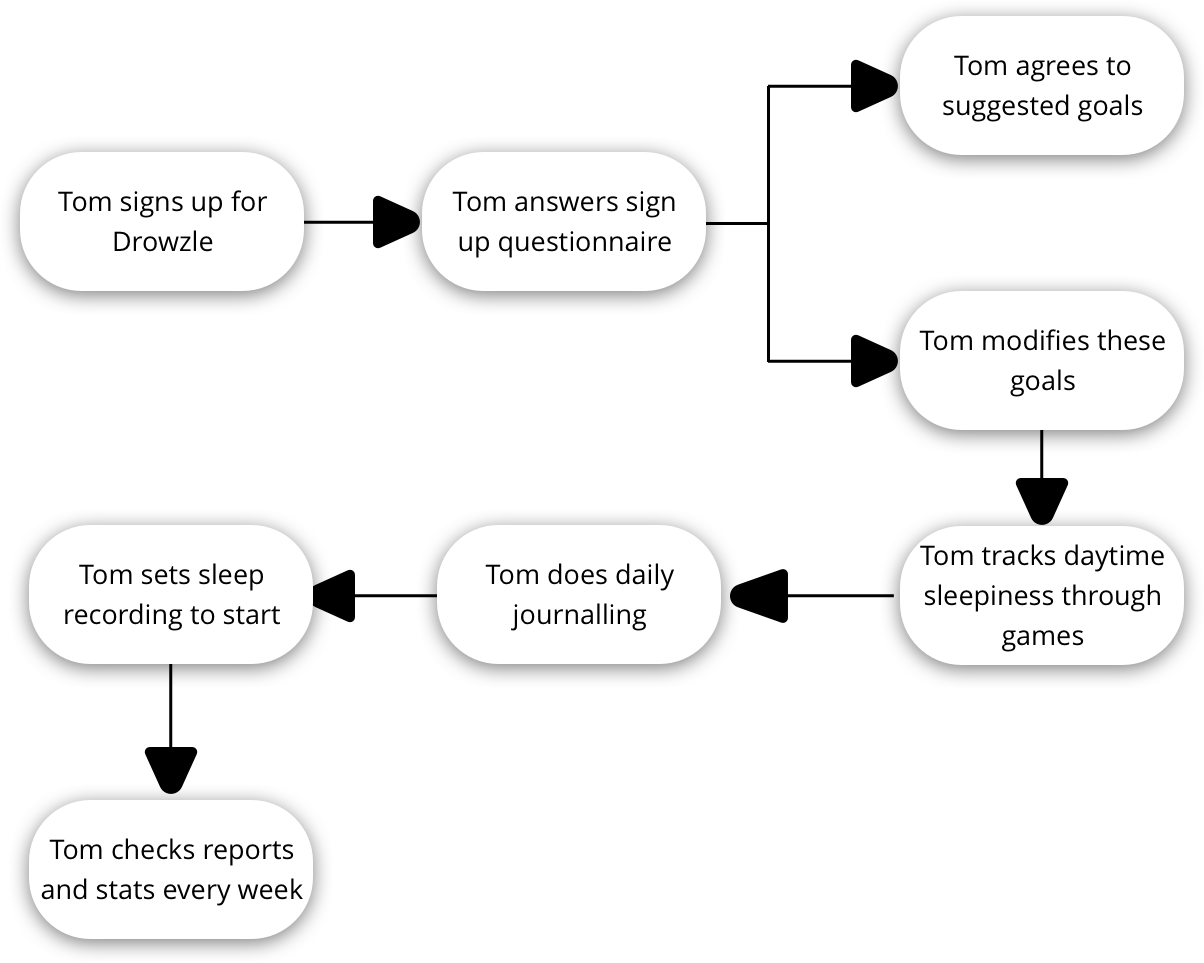 Tom signs up for
Drowzle
Tom answers sign
up questionnaire
Tom agrees to
suggested goals
Tom modifies these
goals
Tom tracks daytime
sleepiness through
games
Tom does daily
journalling
Tom sets sleep
recording to start
Tom checks reports
and stats every week